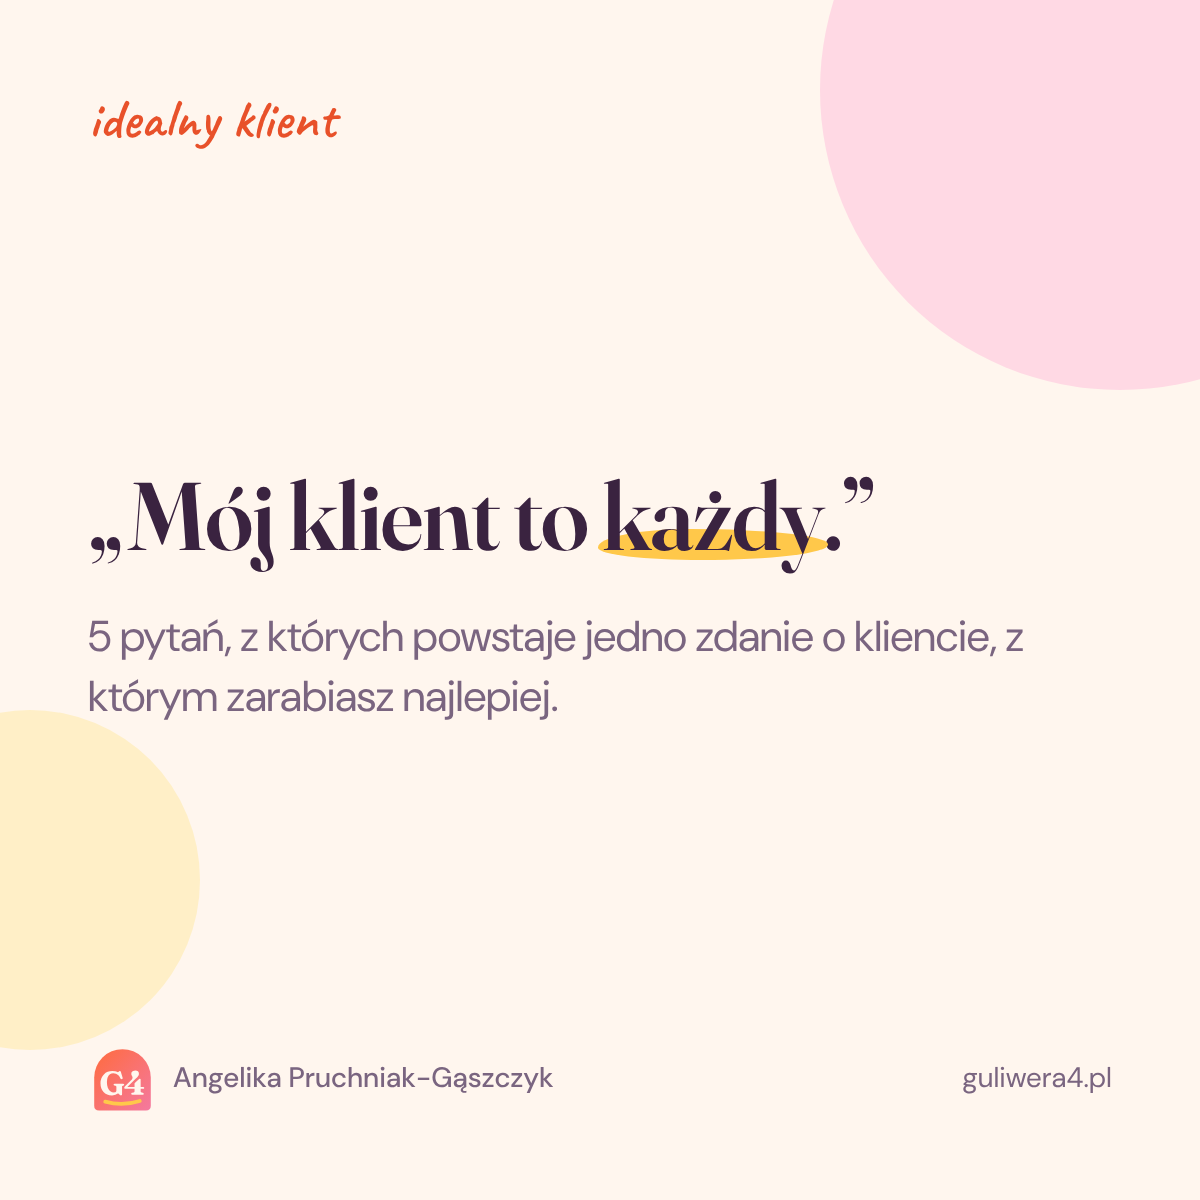 idealny klient
„Mój klient to każdy.”
5 pytań, z których powstaje jedno zdanie o kliencie, z
którym zarabiasz najlepiej.
G4
Angelika Pruchniak-Gąszczyk
guliwera4.pl